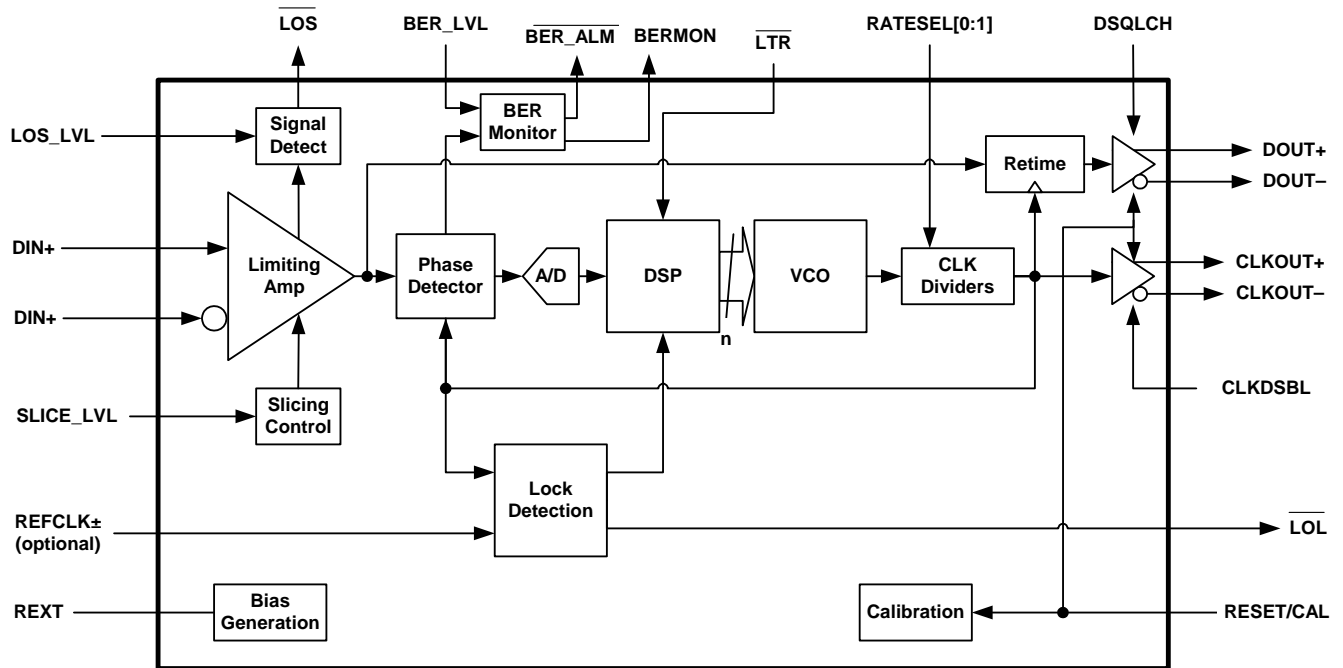 LOS
BER_LVL
BER_ALM
BERMON
LTR
RATESEL[0:1]
DSQLCH
LOS_LVL
Signal
Detect
BER
Monitor
Retime
DOUT+
DOUT–
DIN+
Limiting
Amp
Phase
Detector
A/D
DSP
n
VCO
CLK
Dividers
CLKOUT+
CLKOUT–
DIN+
SLICE_LVL
Slicing
Control
CLKDSBL
Lock
Detection
REFCLK±
(optional)
LOL
REXT
Bias
Generation
Calibration
RESET/CAL